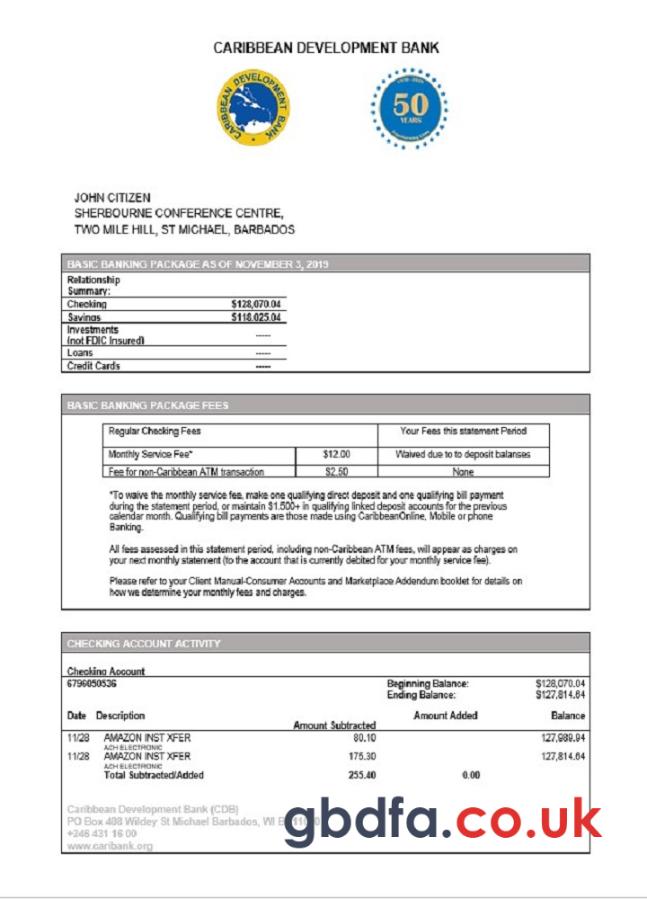 CARIBBEAN DEVELOPMENT BANK
CARIBBEAN DEVELOPMENT BANK
50
YEARS
JOHN CITIZEN
SHERBOURNE CONFERENCE CENTRE,
TWO MILE HILL, ST MICHAEL, BARBADOS
BASIC BANKING PACKAGE AS OF NOVEMBER 3, 2019
Relationship
Summary:
Checking $128,070.04
Savings $118.025.04
Investments
(not FDIC Insured) -----
Loans -----
Credit Cards -----
BASIC BANKING PACKAGE FEES
Regular Checking Fees Your Fees this statement Period
Monthly Service Fee* $12.00 Waived due to to deposit balanses
Fee for non-Caribbean ATM transaction $2.50 None
*To waive the monthly service fee, make one qualifying direct deposit and one qualifying bill payment
during the statement period, or maintain $1.500+ in qualifying linked deposit accounts for the previous
calendar month. Qualifying bill payments are those made using CaribbeanOnline, Mobile or phone
Banking.
All fees assessed in this statement period, including non-Caribbean ATM fees, will appear as charges on
your next monthly statement (to the account that is currently debited for your monthly service fee).
Please refer to your Client Manual-Consumer Accounts and Marketplace Addendum booklet for details on
how we determine your monthly fees and charges.
CHECKING ACCOUNT ACTIVITY
Checking Account
6796050536 Beginning Balance: $128,070.04
Ending Balance: $127,814.64
Date Description Amount Subtracted Amount Added Balance
11/28 AMAZON INST XFER 80.10 127,989.94
ACH ELECTRONIC
11/28 AMAZON INST XFER 175.30 127,814,64
ACH ELECTRONIC
Total Subtracted/Added 255.40 0.00
Caribbean Development Bank (CDB)
PO Box 408 Wildey St Michael Barbados, WI
+246 431 16 00
www.caribank.org
gbdfa.co.uk